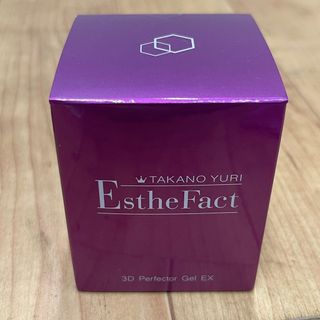 TAKANO YURI
EstheFact
3D Perfector Gel EX